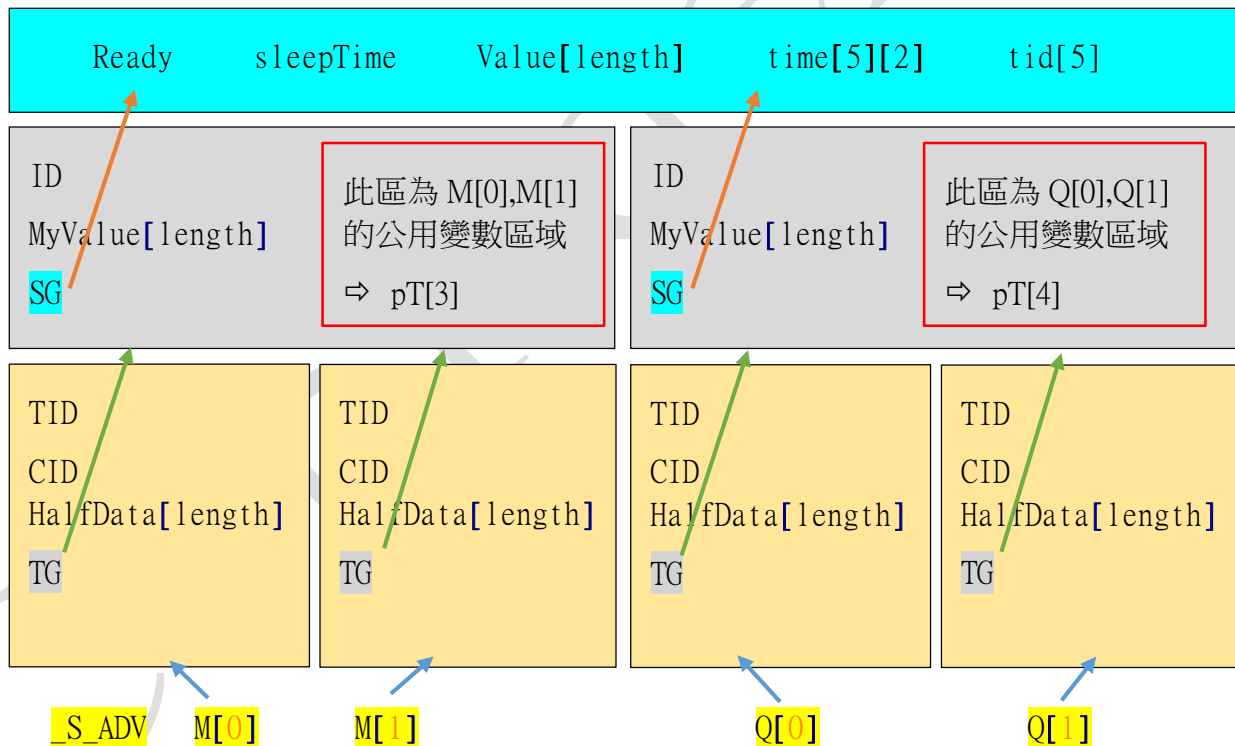 Ready sleepTime Value[length] time[5][2] tid[5]
ID
MyValue[length]
SG
此區為 M[0],M[1]
的公用變數區域
⇨ pT[3]
ID
MyValue[length]
SG
此區為 Q[0],Q[1]
的公用變數區域
⇨ pT[4]
TID
CID
HalfData[length]
TG
TID
CID
HalfData[length]
TG
TID
CID
HalfData[length]
TG
TID
CID
HalfData[length]
TG
_S_ADV M[0] M[1] Q[0] Q[1]